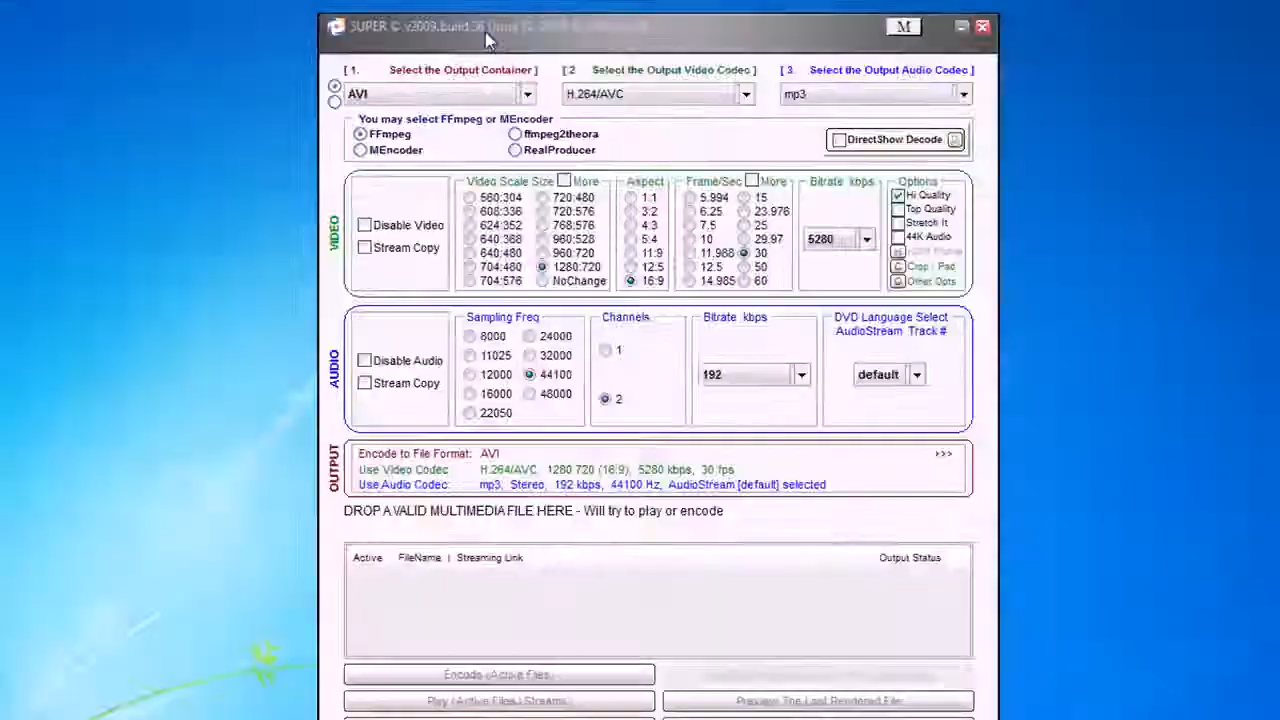 SUPER © v2009.build.36
M
[ 1. Select the Output Container ]
[ 2 Select the Output Video Codec ]
[ 3. Select the Output Audio Codec ]
AVI
H.264/AVC
mp3
You may select FFmpeg or MEncoder
FFmpeg
ffmpeg2theora
DirectShow Decode
MEncoder
RealProducer
VIDEO
Disable Video
Stream Copy
Video Scale Size More
560:304 720:480
608:336 720:576
624:352 768:576
640:368 960:528
640:480 960:720
704:480 1280:720
704:576 NoChange
Aspect
1:1
3:2
4:3
5:4
11:9
12:5
16:9
Frame/Sec More
5.994 15
6.25 23.976
7.5 25
10 29.97
11.988 30
12.5 50
14.985 60
Bitrate kbps
5280
Options
Hi Quality
Top Quality
Stretch It
44K Audio
Crop / Pad
Other Opts
AUDIO
Disable Audio
Stream Copy
Sampling Freq
8000 24000
11025 32000
12000 44100
16000 48000
22050
Channels
1
2
Bitrate kbps
192
DVD Language Select
AudioStream Track #
default
OUTPUT
Encode to File Format: AVI >>>
Use Video Codec: H.264/AVC, 1280:720 (16:9), 5280 kbps, 30 fps
Use Audio Codec: mp3, Stereo, 192 kbps, 44100 Hz, AudioStream [default] selected
DROP A VALID MULTIMEDIA FILE HERE - Will try to play or encode
Active FileName | Streaming Link Output Status
Encode (Active Files)
Play (Active Files) Streams
Preview The Last Rendered File